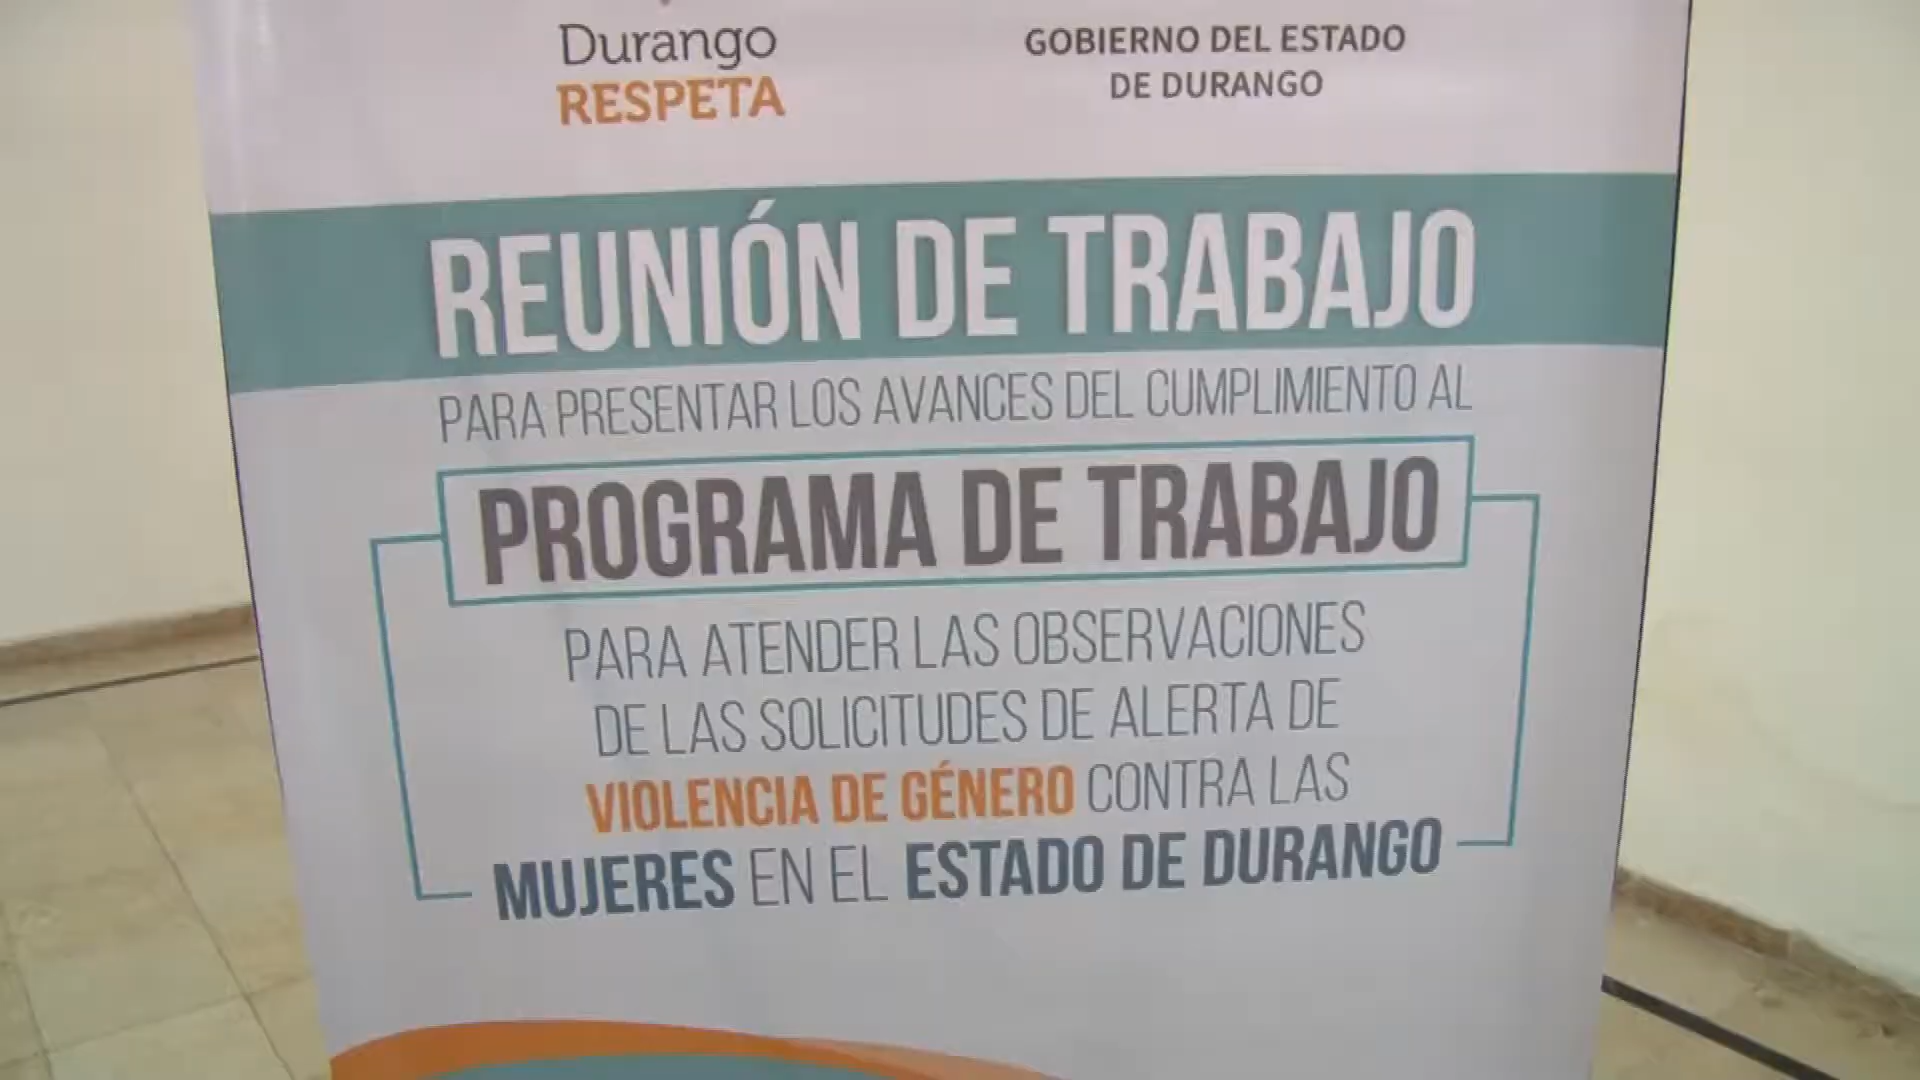 Durango
RESPETA
GOBIERNO DEL ESTADO
DE DURANGO
REUNIÓN DE TRABAJO
PARA PRESENTAR LOS AVANCES DEL CUMPLIMIENTO AL
PROGRAMA DE TRABAJO
PARA ATENDER LAS OBSERVACIONES
DE LAS SOLICITUDES DE ALERTA DE
VIOLENCIA DE GÉNERO CONTRA LAS
MUJERES EN EL ESTADO DE DURANGO